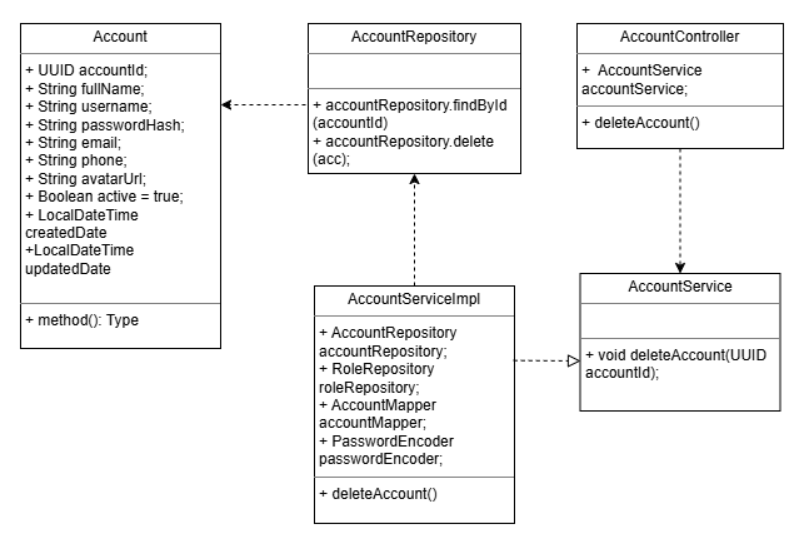 Account
+ UUID accountId;
+ String fullName;
+ String username;
+ String passwordHash;
+ String email;
+ String phone;
+ String avatarUrl;
+ Boolean active = true;
+ LocalDateTime
createdDate
+LocalDateTime
updatedDate
+ method(): Type
AccountRepository
+ accountRepository.findById
(accountId)
+ accountRepository.delete
(acc);
AccountController
+ AccountService
accountService;
+ deleteAccount()
AccountServiceImpl
+ AccountRepository
accountRepository;
+ RoleRepository
roleRepository;
+ AccountMapper
accountMapper;
+ PasswordEncoder
passwordEncoder;
+ deleteAccount()
AccountService
+ void deleteAccount(UUID
accountId);